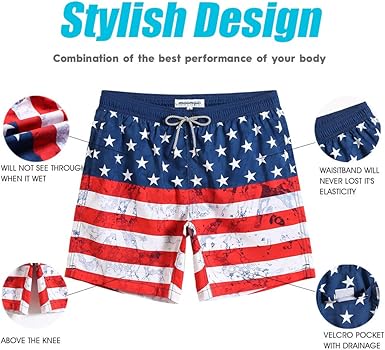 Stylish Design
Combination of the best performance of your body
WILL NOT SEE THROUGH
WHEN IT WET
WAISITBAND WILL
NEVER LOST IT'S
ELASTICITY
ABOVE THE KNEE
VELCRO POCKET
WITH DRAINAGE